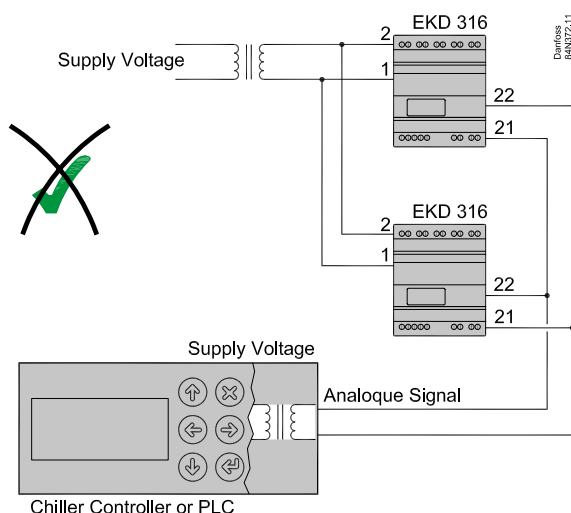 EKD 316
Danfoss
84N372.11
2
Supply Voltage
1
22
21
EKD 316
2
1
22
21
Supply Voltage
Analoque Signal
Chiller Controller or PLC